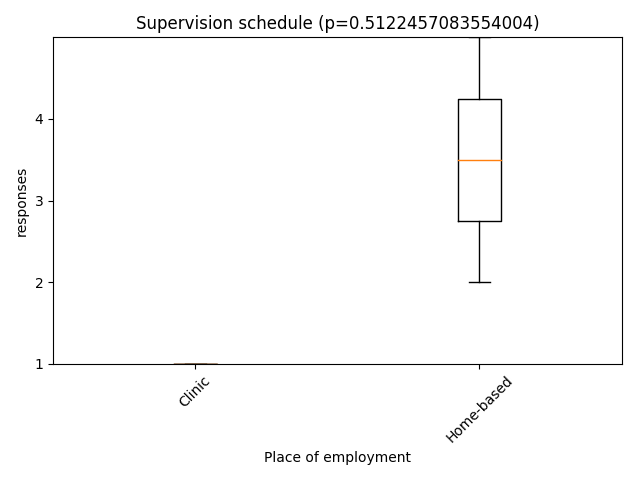 Supervision schedule (p=0.5122457083554004)
4
3
2
1
responses
Clinic
Home-based
Place of employment